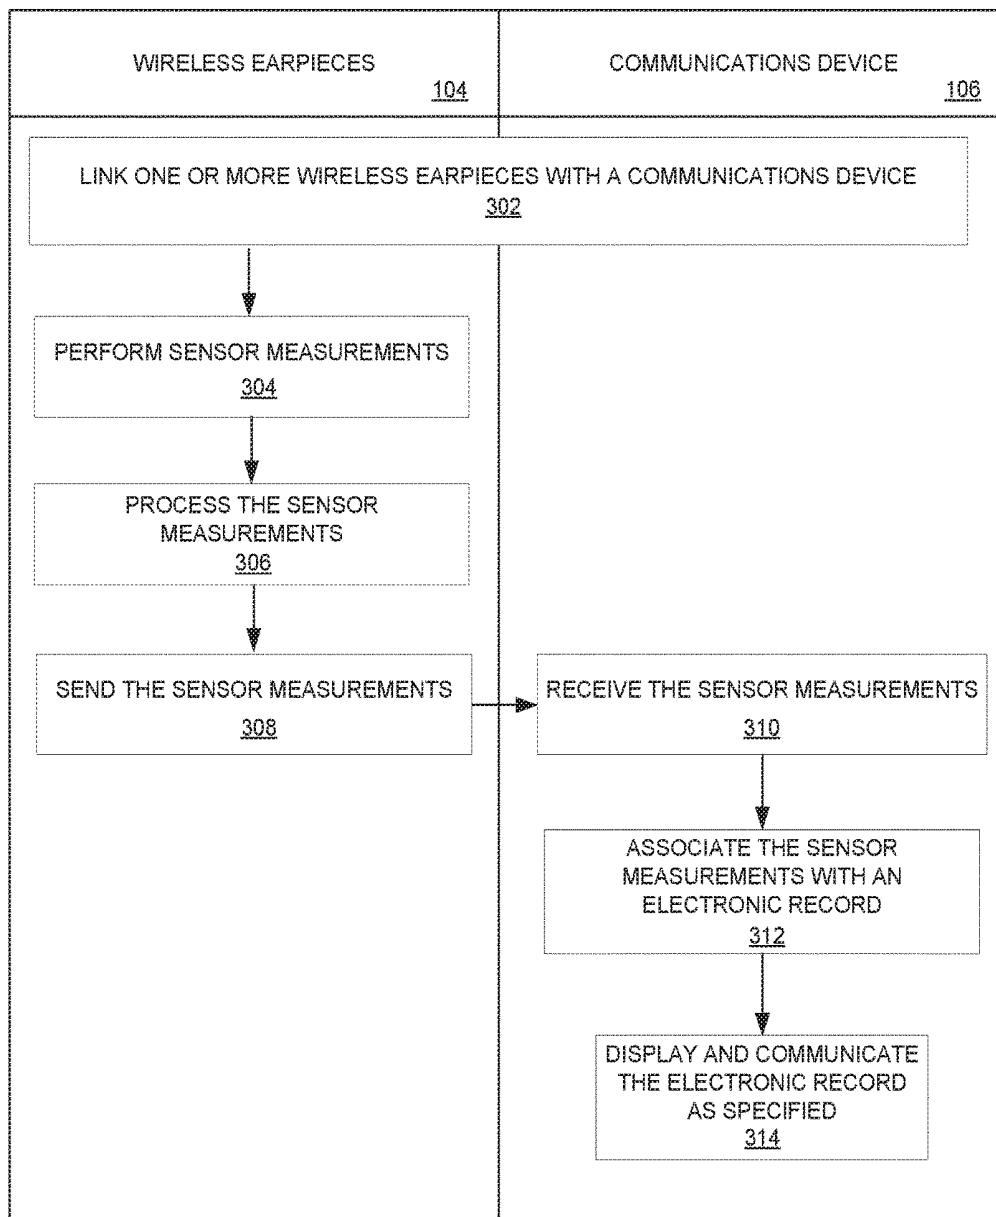 WIRELESS EARPIECES
104
COMMUNICATIONS DEVICE
106
LINK ONE OR MORE WIRELESS EARPIECES WITH A COMMUNICATIONS DEVICE
302
PERFORM SENSOR MEASUREMENTS
304
PROCESS THE SENSOR
MEASUREMENTS
306
SEND THE SENSOR MEASUREMENTS
308
RECEIVE THE SENSOR MEASUREMENTS
310
ASSOCIATE THE SENSOR
MEASUREMENTS WITH AN
ELECTRONIC RECORD
312
DISPLAY AND COMMUNICATE
THE ELECTRONIC RECORD
AS SPECIFIED
314